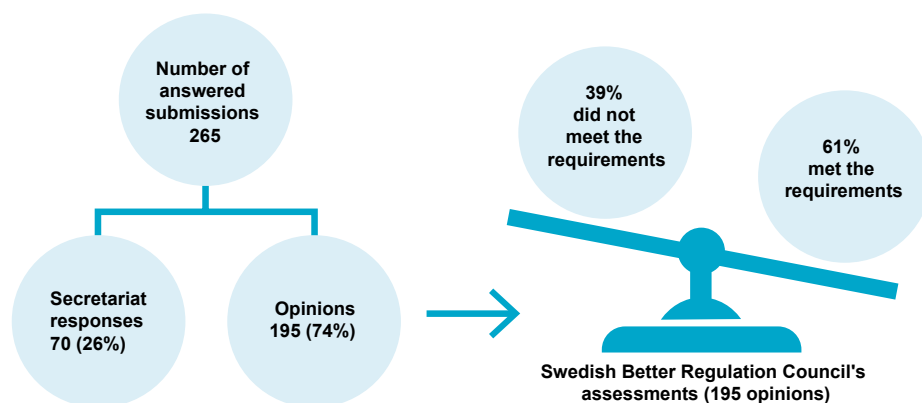 Number of
answered
submissions
265
Secretariat
responses
70 (26%)
Opinions
195 (74%)
39%
did not
meet the
requirements
61%
met the
requirements
Swedish Better Regulation Council's
assessments (195 opinions)